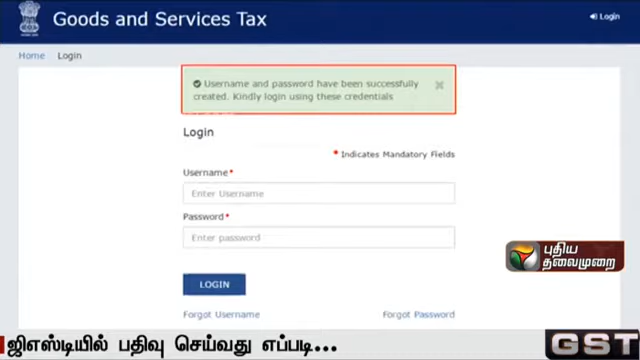 Goods and Services Tax
Login
Home Login
Username and password have been successfully
created. Kindly login using these credentials
Login
* Indicates Mandatory Fields
Username*
Enter Username
Password*
Enter password
LOGIN
Forgot Username Forgot Password
புதிய
தலைமுறை
ஜிஎஸ்டியில் பதிவு செய்வது எப்படி...
GST